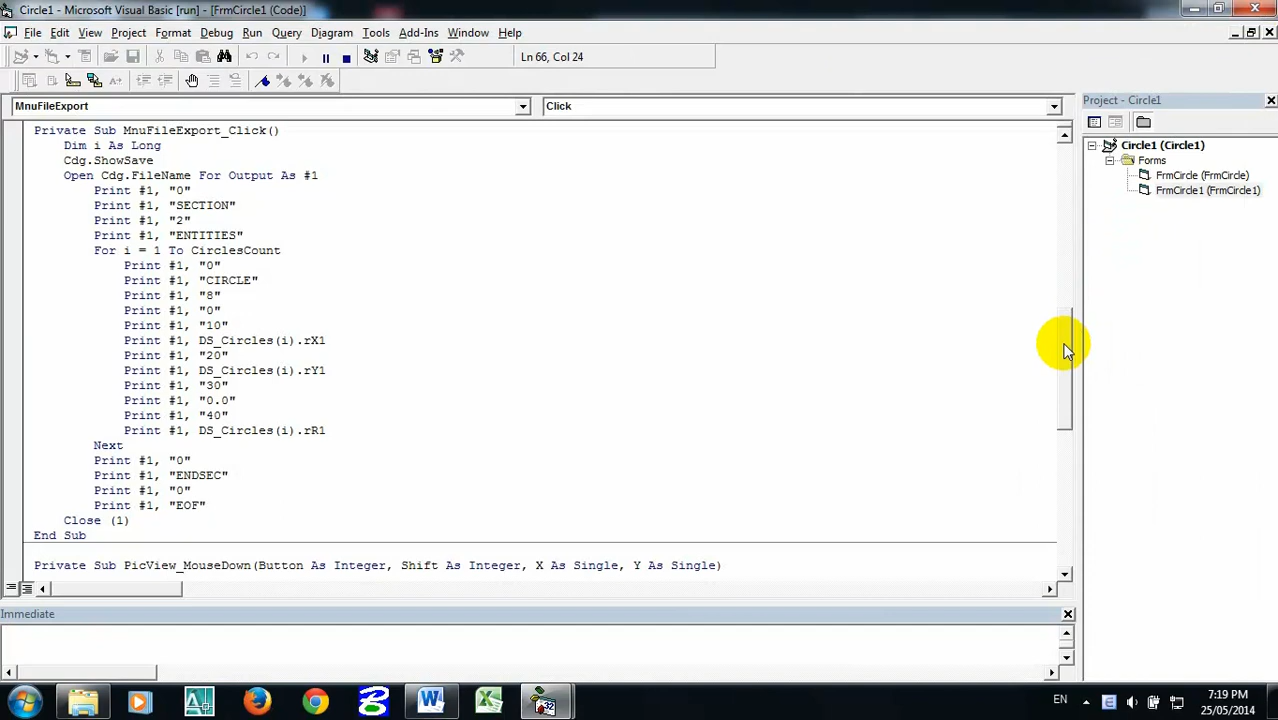 Circle1 - Microsoft Visual Basic [run] - [FrmCircle1 (Code)]
File Edit View Project Format Debug Run Query Diagram Tools Add-Ins Window Help
Ln 66, Col 24
MnuFileExport Click
Project - Circle1
Circle1 (Circle1)
Forms
FrmCircle (FrmCircle)
FrmCircle1 (FrmCircle1)
Private Sub MnuFileExport_Click()
Dim i As Long
Cdg.ShowSave
Open Cdg.FileName For Output As #1
Print #1, "0"
Print #1, "SECTION"
Print #1, "2"
Print #1, "ENTITIES"
For i = 1 To CirclesCount
Print #1, "0"
Print #1, "CIRCLE"
Print #1, "8"
Print #1, "0"
Print #1, "10"
Print #1, DS_Circles(i).rX1
Print #1, "20"
Print #1, DS_Circles(i).rY1
Print #1, "30"
Print #1, "0.0"
Print #1, "40"
Print #1, DS_Circles(i).rR1
Next
Print #1, "0"
Print #1, "ENDSEC"
Print #1, "0"
Print #1, "EOF"
Close (1)
End Sub
Private Sub PicView_MouseDown(Button As Integer, Shift As Integer, X As Single, Y As Single)
Immediate
EN
7:19 PM
25/05/2014